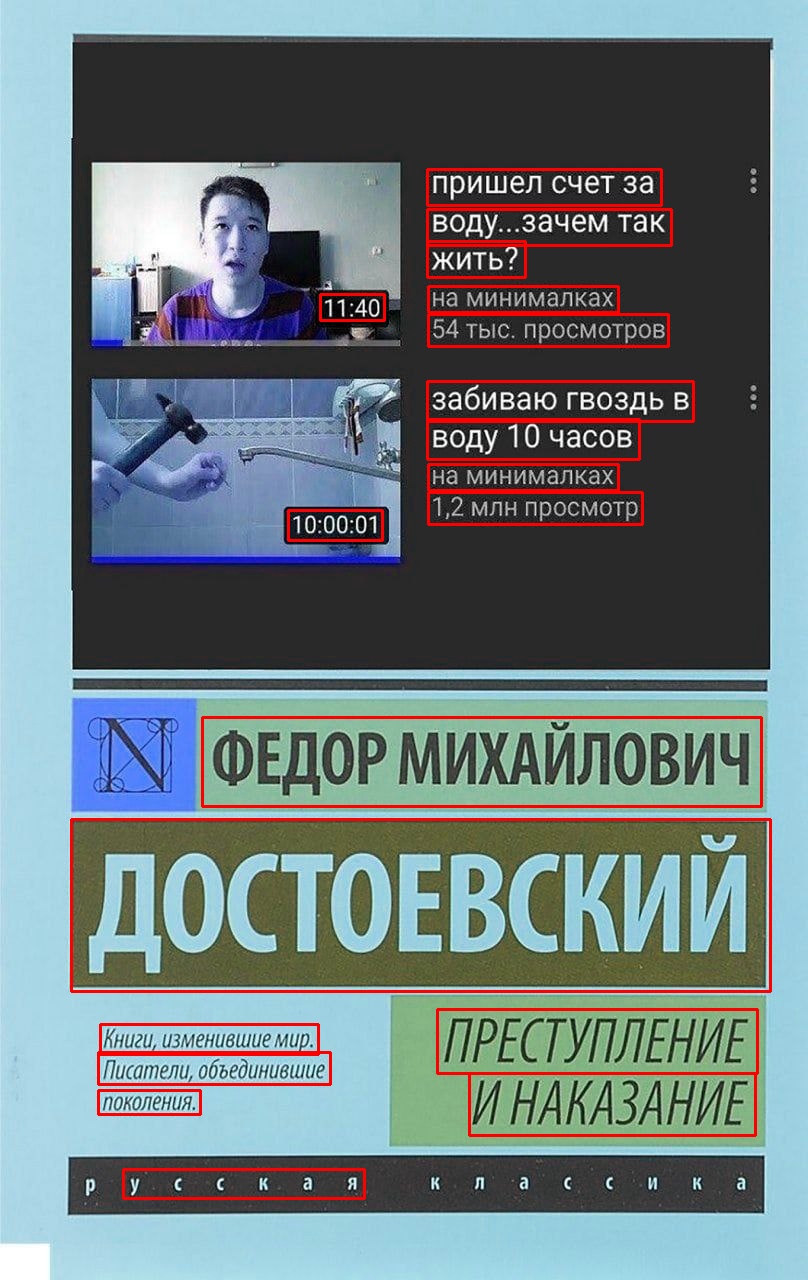 пришел счет за
воду...зачем так
жить?
на минималках
54 тыс. просмотров
11:40
забиваю гвоздь в
воду 10 часов
на минималках
1,2 млн просмотр
10:00:01
N
ФЕДОР МИХАЙЛОВИЧ
ДОСТОЕВСКИЙ
Книги, изменившие мир.
Писатели, объединившие
поколения.
ПРЕСТУПЛЕНИЕ
И НАКАЗАНИЕ
русская классика